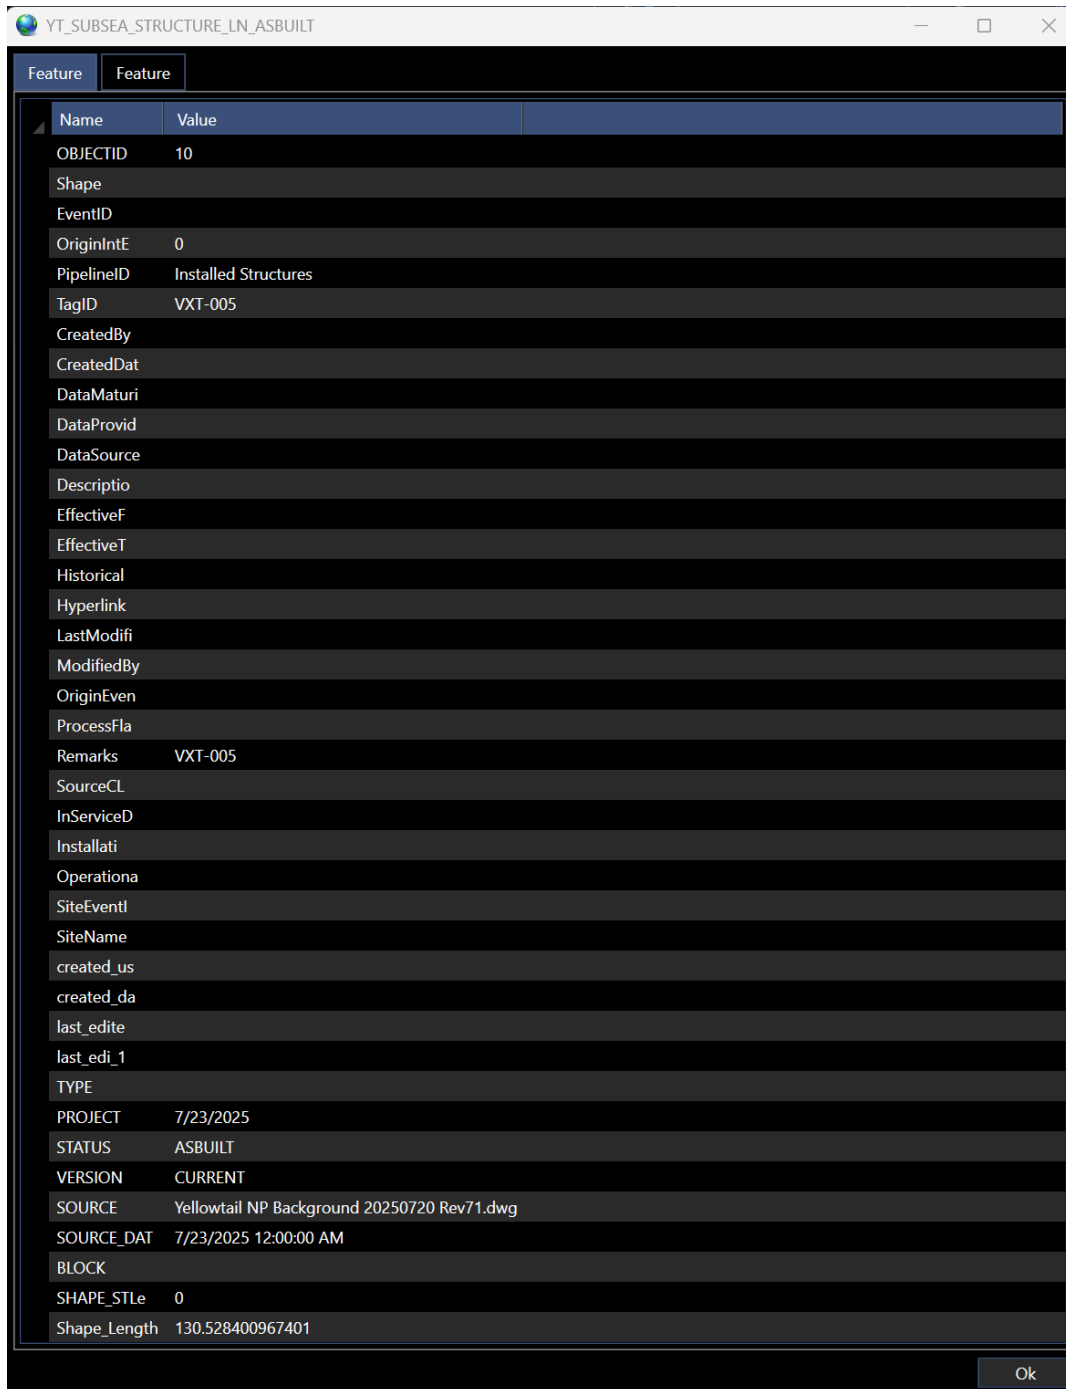 YT_SUBSEA_STRUCTURE_LN_ASBUILT
Feature Feature
Name Value
OBJECTID 10
Shape
EventID
OriginIntE 0
PipelineID Installed Structures
TagID VXT-005
CreatedBy
CreatedDat
DataMaturi
DataProvid
DataSource
Descriptio
EffectiveF
EffectiveT
Historical
Hyperlink
LastModifi
ModifiedBy
OriginEven
ProcessFla
Remarks VXT-005
SourceCL
InServiceD
Installati
Operationa
SiteEventI
SiteName
created_us
created_da
last_edite
last_edi_1
TYPE
PROJECT 7/23/2025
STATUS ASBUILT
VERSION CURRENT
SOURCE Yellowtail NP Background 20250720 Rev71.dwg
SOURCE_DAT 7/23/2025 12:00:00 AM
BLOCK
SHAPE_STLe 0
Shape_Length 130.528400967401
Ok